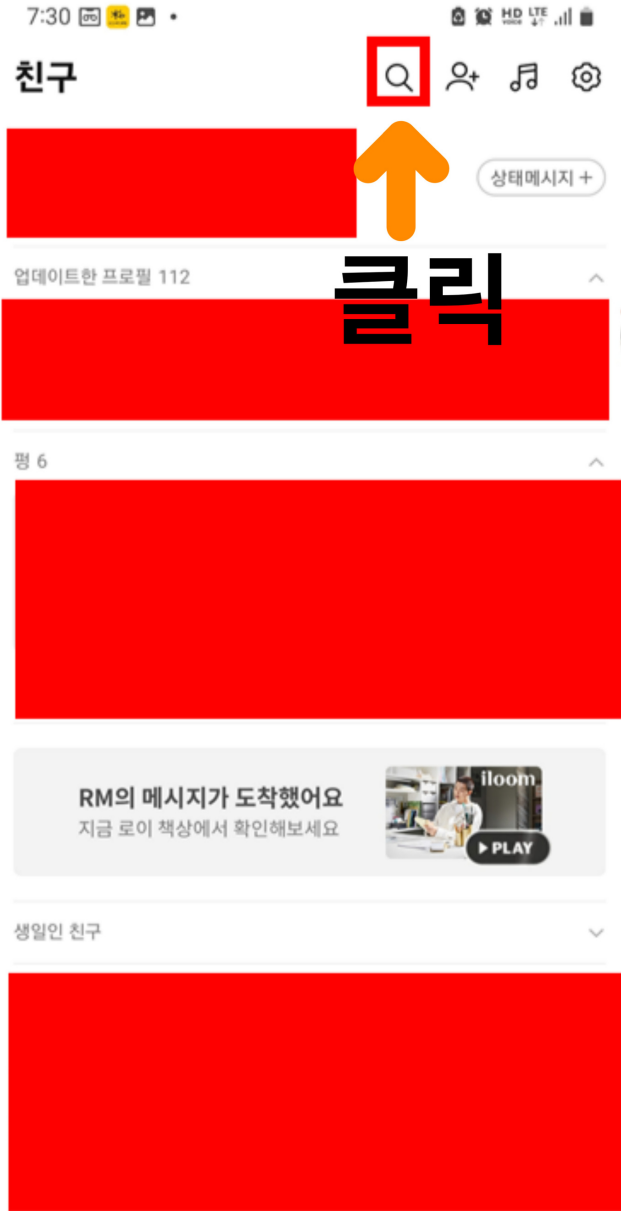 7:30
HD voice LTE
친구
상태메시지 +
클릭
업데이트한 프로필 112
평 6
RM의 메시지가 도착했어요
지금 로이 책상에서 확인해보세요
iloom
PLAY
생일인 친구